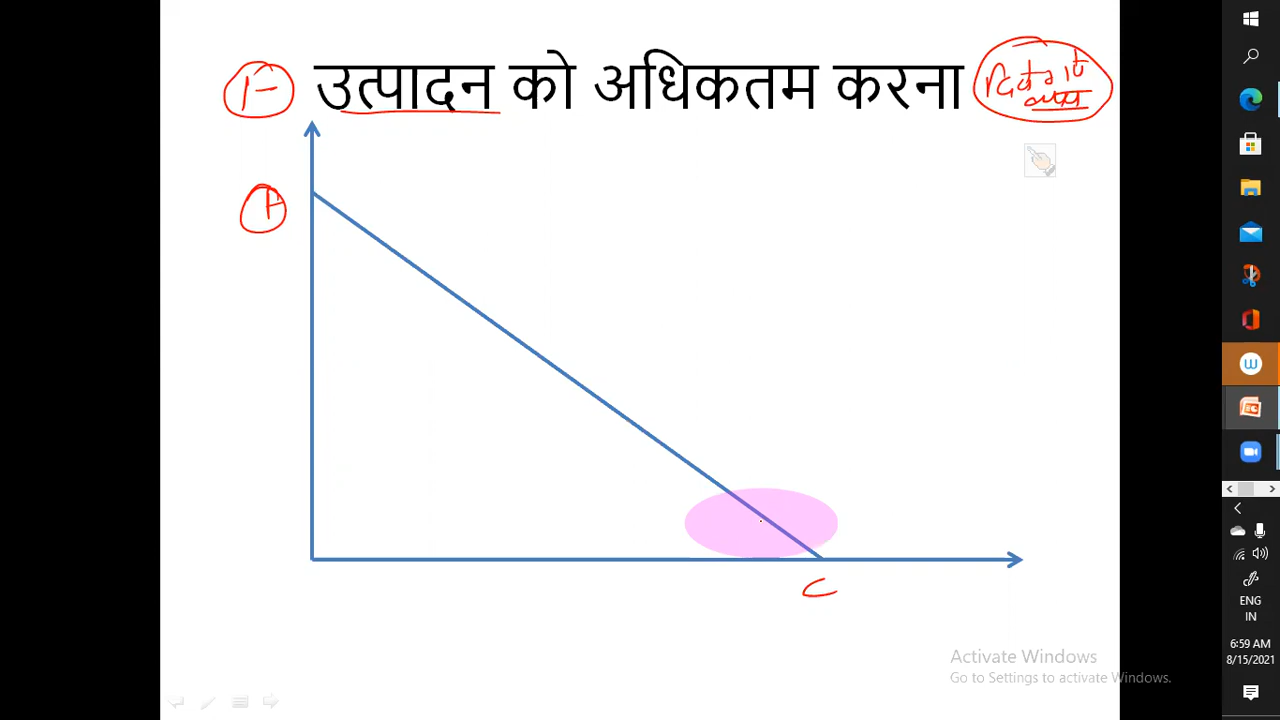 1- उत्पादन को अधिकतम करना
A
C
Activate Windows
Go to Settings to activate Windows.
ENG
IN
6:59 AM
8/15/2021